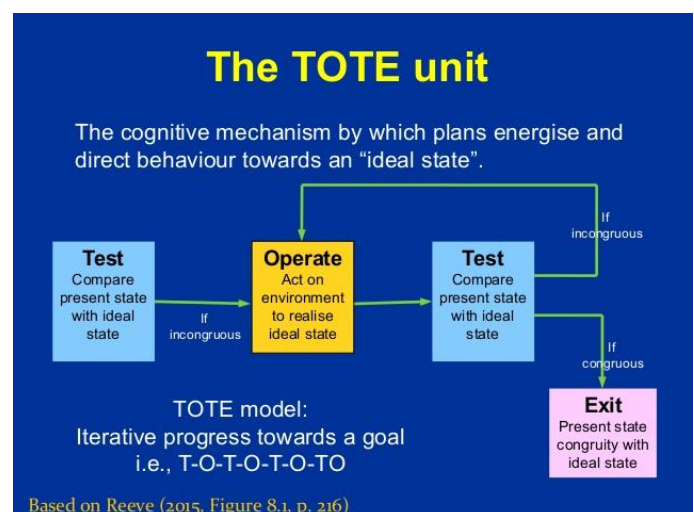 The TOTE unit
The cognitive mechanism by which plans energise and
direct behaviour towards an “ideal state”.
Test
Compare
present state
with ideal
state
If
incongruous
Operate
Act on
environment
to realise
ideal state
Test
Compare
present state
with ideal
state
If
incongruous
If
congruous
Exit
Present state
congruity with
ideal state
TOTE model:
Iterative progress towards a goal
i.e., T-O-T-O-T-O-TO
Based on Reeve (2015, Figure 8.1, p. 216)